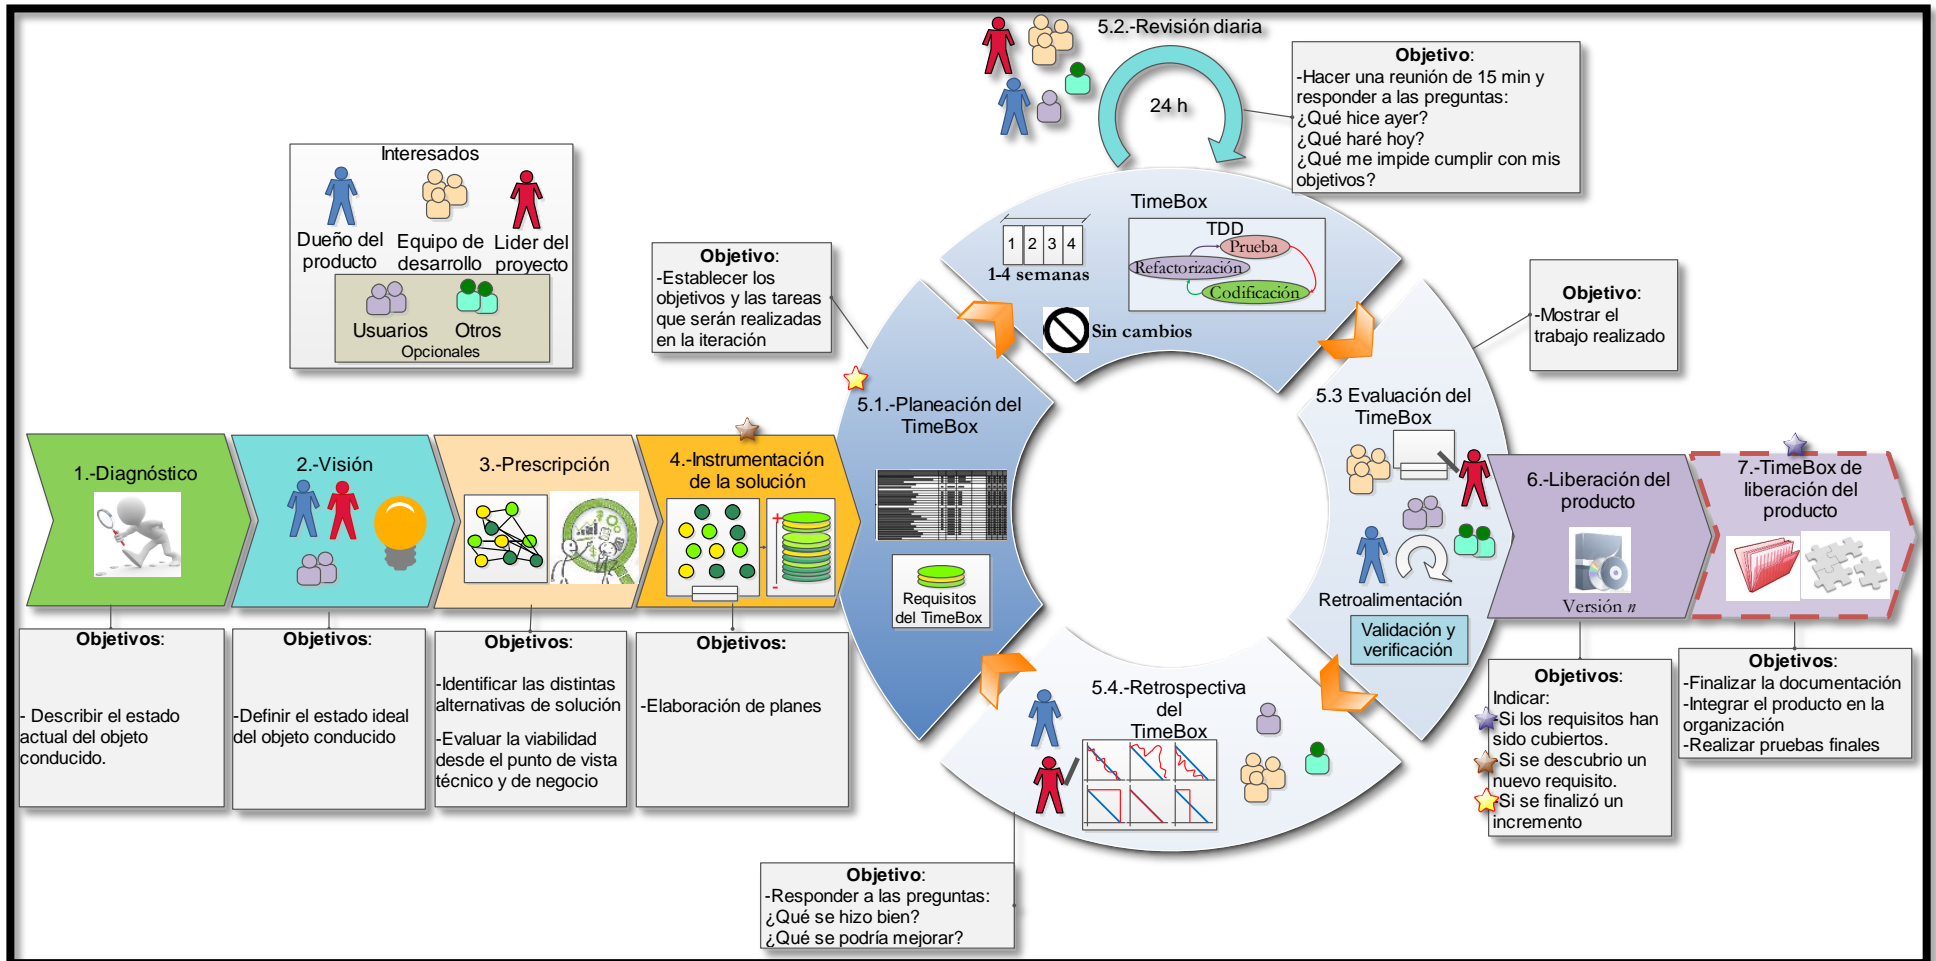 5.2.-Revisión diaria
24 h
Objetivo:
-Hacer una reunión de 15 min y
responder a las preguntas:
¿Qué hice ayer?
¿Qué haré hoy?
¿Qué me impide cumplir con mis
objetivos?
Interesados
Dueño del
producto
Equipo de
desarrollo
Lider del
proyecto
Usuarios
Otros
Opcionales
Objetivo:
-Establecer los
objetivos y las tareas
que serán realizadas
en la iteración
TimeBox
1 2 3 4
1-4 semanas
TDD
Prueba
Refactorización
Codificación
Sin cambios
Objetivo:
-Mostrar el
trabajo realizado
1.-Diagnóstico
2.-Visión
3.-Prescripción
4.-Instrumentación
de la solución
+
-
5.1.-Planeación del
TimeBox
Requisitos
del TimeBox
5.3 Evaluación del
TimeBox
Retroalimentación
Validación y
verificación
6.-Liberación del
producto
Versión n
7.-TimeBox de
liberación del
producto
Objetivos:
- Describir el estado
actual del objeto
conducido.
Objetivos:
-Definir el estado ideal
del objeto conducido
Objetivos:
-Identificar las distintas
alternativas de solución
-Evaluar la viabilidad
desde el punto de vista
técnico y de negocio
Objetivos:
-Elaboración de planes
5.4.-Retrospectiva
del
TimeBox
Objetivos:
Indicar:
-Si los requisitos han
sido cubiertos.
-Si se descubrio un
nuevo requisito.
-Si se finalizó un
incremento
Objetivos:
-Finalizar la documentación
-Integrar el producto en la
organización
-Realizar pruebas finales
Objetivo:
-Responder a las preguntas:
¿Qué se hizo bien?
¿Qué se podría mejorar?